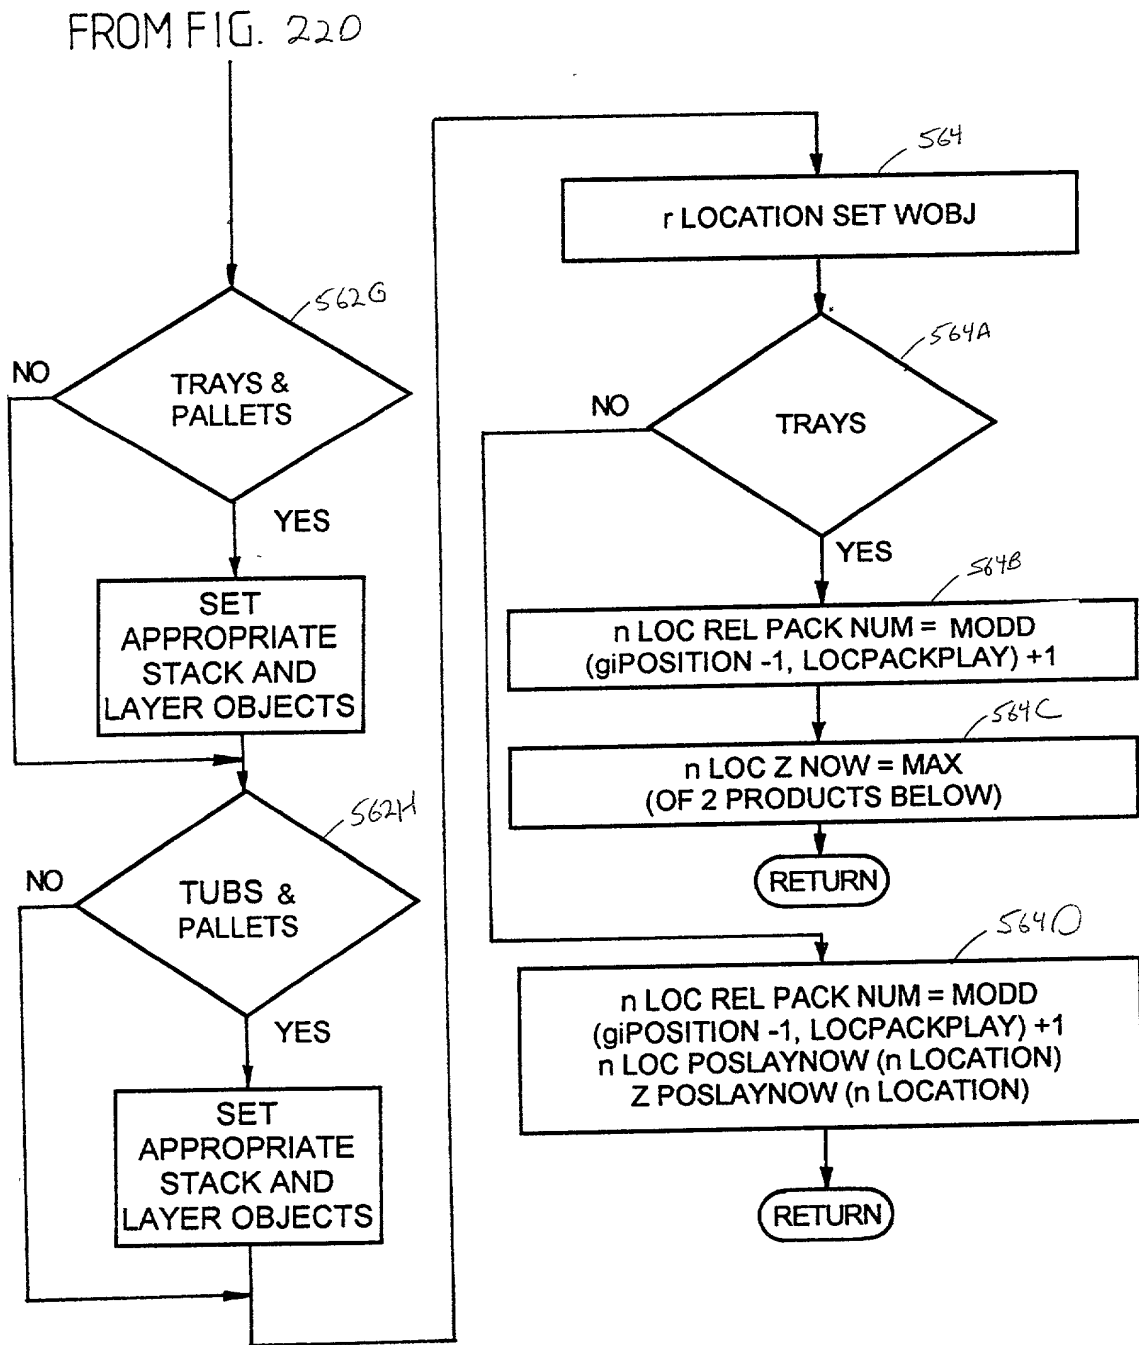 FROM FIG. 22D
562G
NO
TRAYS &
PALLETS
YES
SET
APPROPRIATE
STACK AND
LAYER OBJECTS
562H
NO
TUBS &
PALLETS
YES
SET
APPROPRIATE
STACK AND
LAYER OBJECTS
564
r LOCATION SET WOBJ
564A
NO
TRAYS
YES
564B
n LOC REL PACK NUM = MODD
(giPOSITION -1, LOCPACKPLAY) +1
564C
n LOC Z NOW = MAX
(OF 2 PRODUCTS BELOW)
RETURN
564D
n LOC REL PACK NUM = MODD
(giPOSITION -1, LOCPACKPLAY) +1
n LOC POSLAYNOW (n LOCATION)
Z POSLAYNOW (n LOCATION)
RETURN